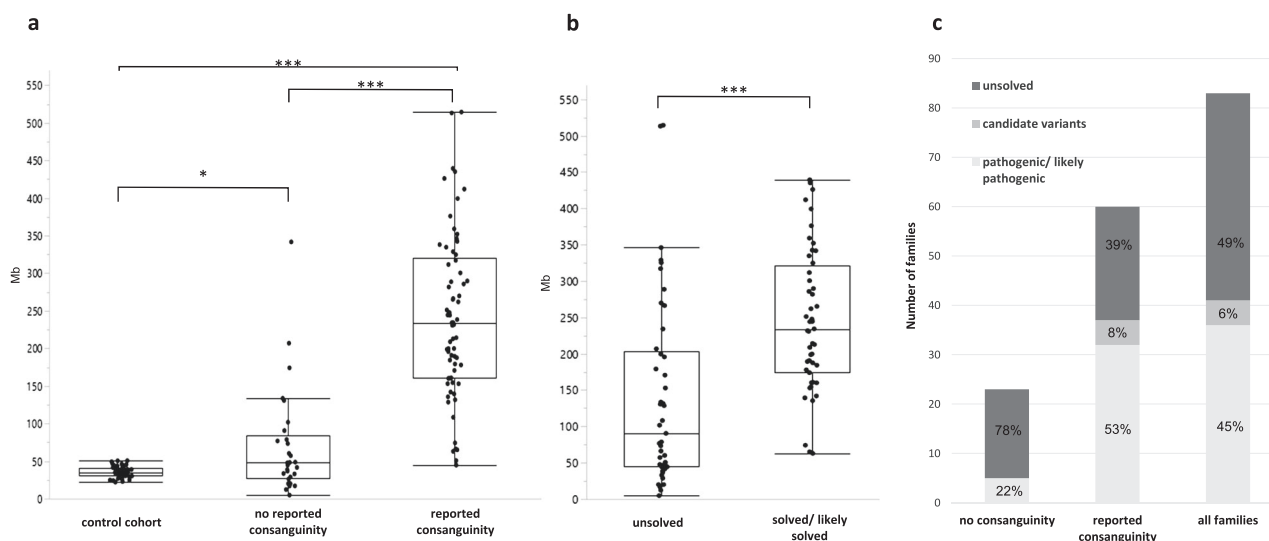 a
***
***
*
550
500
450
400
350
300
250
200
150
100
50
0
Mb
control cohort
no reported
consanguinity
reported
consanguinity
b
***
550
500
450
400
350
300
250
200
150
100
50
0
Mb
unsolved
solved/ likely
solved
c
90
80
70
60
50
40
30
20
10
0
Number of families
unsolved
candidate variants
pathogenic/ likely
pathogenic
78%
22%
39%
8%
53%
49%
6%
45%
no consanguinity
reported
consanguinity
all families